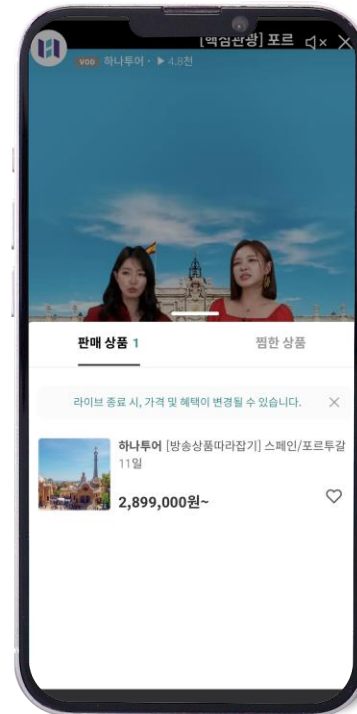 [핵심관광] 포르
VOD 하나투어 · ▶ 4.8천
판매 상품 1 찜한 상품
라이브 종료 시, 가격 및 혜택이 변경될 수 있습니다.
하나투어 [방송상품따라잡기] 스페인/포르투갈
11일
2,899,000원~